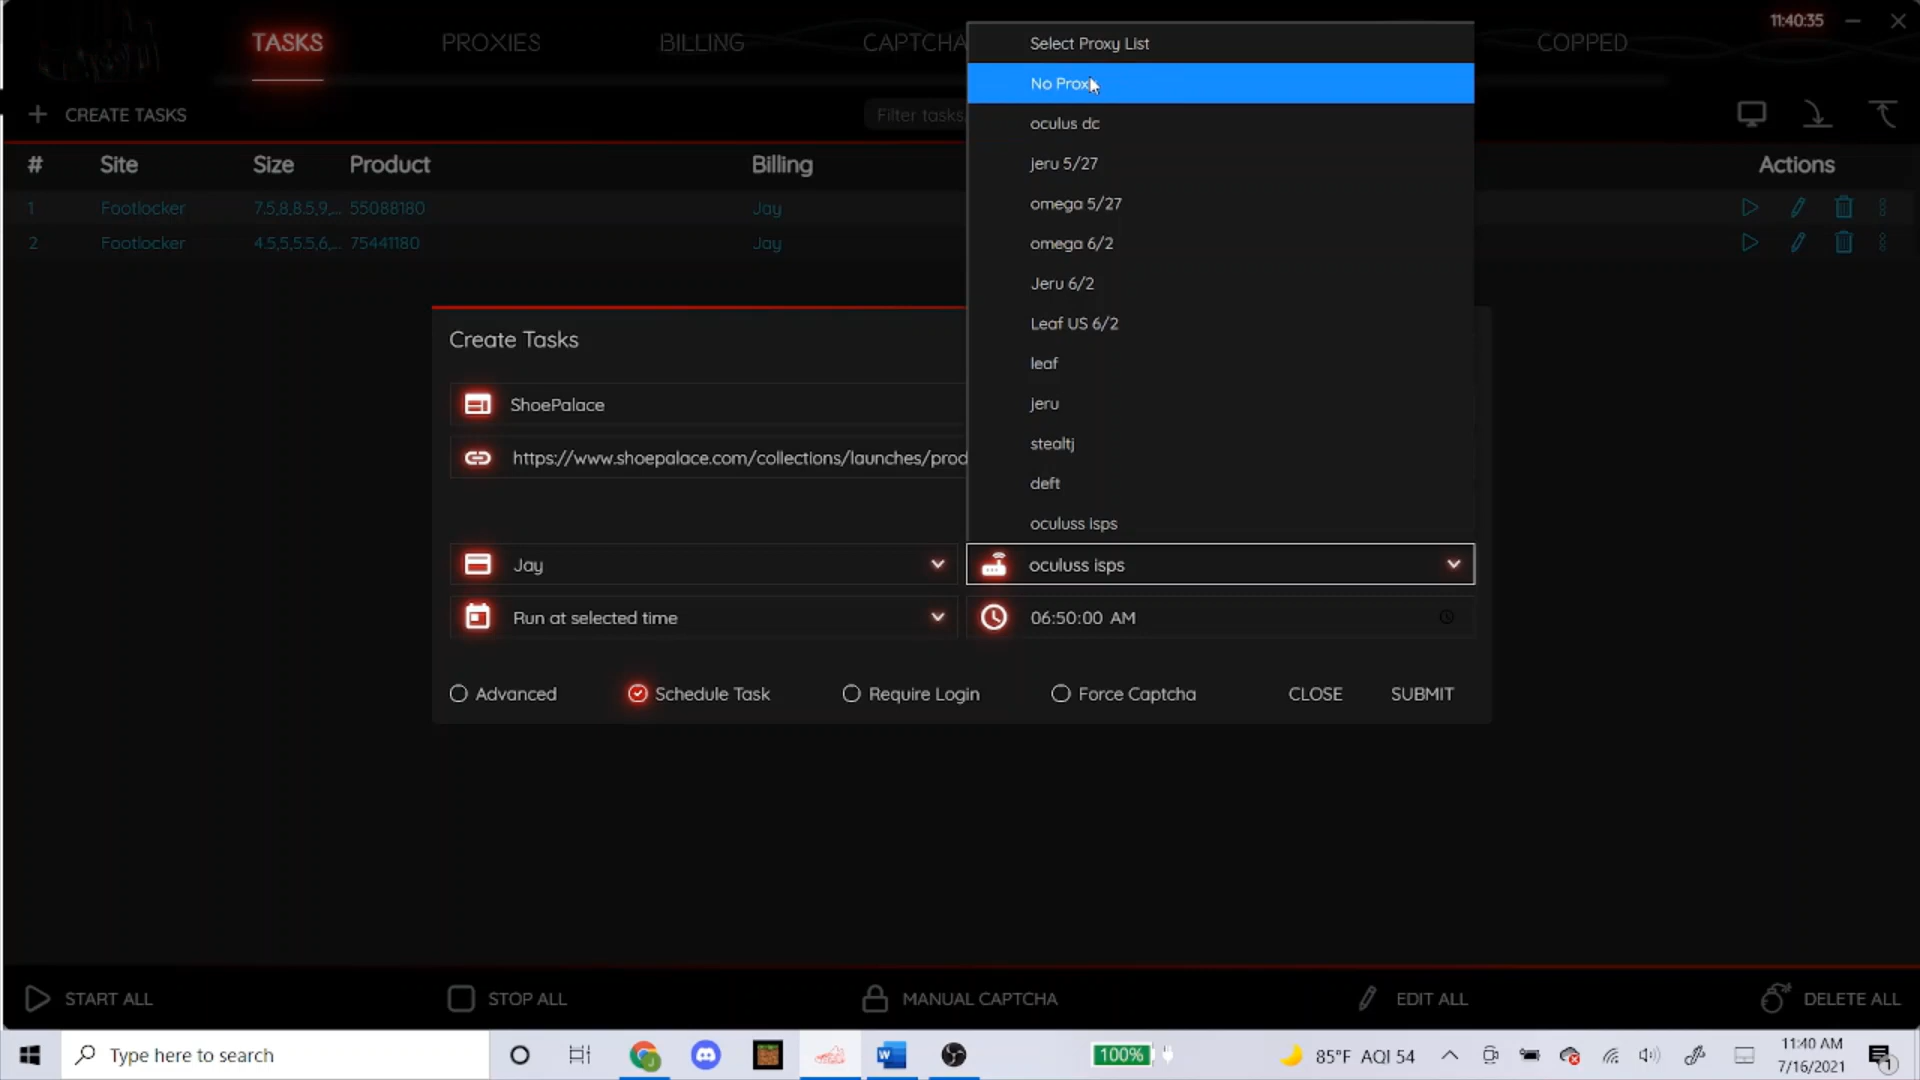 11:40:35
TASKS PROXIES BILLING CAPTCHA COPPED
Select Proxy List
No Proxy
oculus dc
jeru 5/27
omega 5/27
omega 6/2
Jeru 6/2
Leaf US 6/2
leaf
jeru
stealtj
deft
oculuss isps
CREATE TASKS Filter tasks
# Site Size Product Billing Actions
1 Footlocker 7.5,8,8.5,9,... 55088180 Jay
2 Footlocker 4.5,5,5.5,6,... 75441180 Jay
Create Tasks
ShoePalace
https://www.shoepalace.com/collections/launches/prod
Jay oculuss isps
Run at selected time 06:50:00 AM
Advanced Schedule Task Require Login Force Captcha CLOSE SUBMIT
START ALL STOP ALL MANUAL CAPTCHA EDIT ALL DELETE ALL
Type here to search 100% 85°F AQI 54 11:40 AM
7/16/2021 1